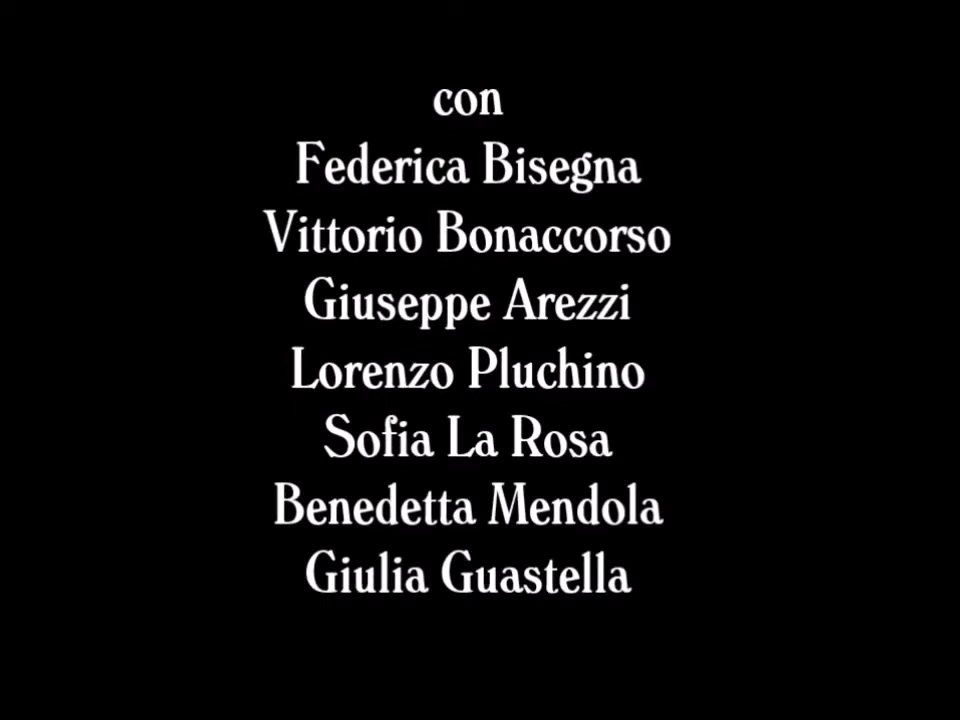 con
Federica Bisegna
Vittorio Bonaccorso
Giuseppe Arezzi
Lorenzo Pluchino
Sofia La Rosa
Benedetta Mendola
Giulia Guastella